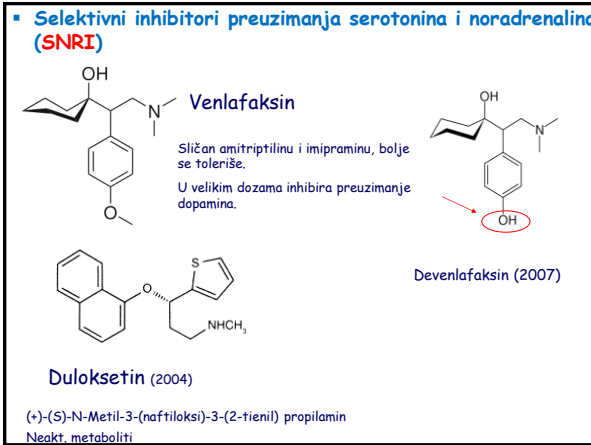 ▪ Selektivni inhibitori preuzimanja serotonina i noradrenalina
(SNRI)
OH
N
O
Venlafaksin
Sličan amitriptilinu i imipraminu, bolje
se toleriše.
U velikim dozama inhibira preuzimanje
dopamina.
OH
N
OH
Devenlafaksin (2007)
S
O
NHCH3
Duloksetin (2004)
(+)-(S)-N-Metil-3-(naftiloksi)-3-(2-tienil) propilamin
Neakt. metaboliti